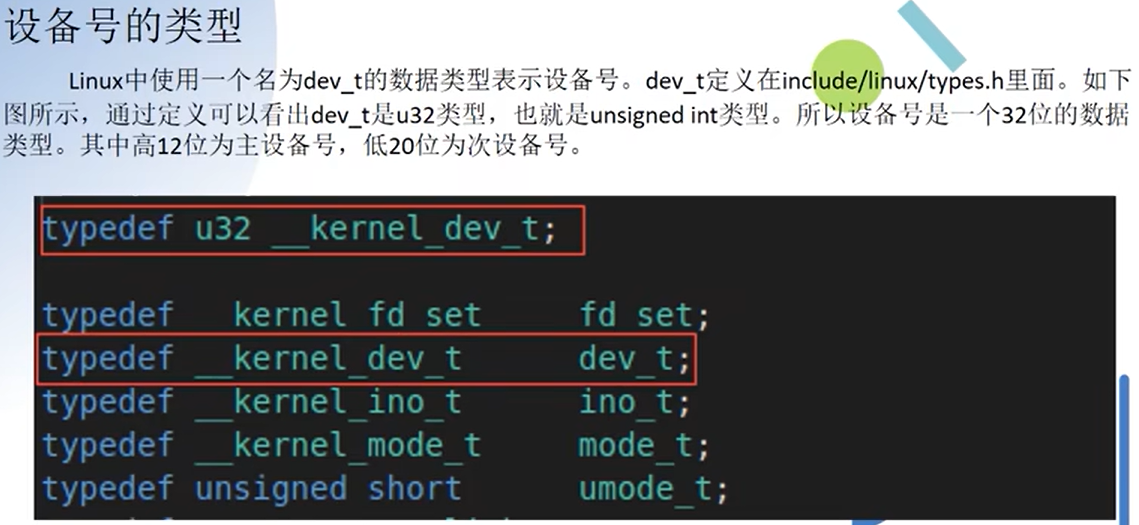 设备号的类型
Linux中使用一个名为dev_t的数据类型表示设备号。dev_t定义在include/linux/types.h里面。如下
图所示，通过定义可以看出dev_t是u32类型，也就是unsigned int类型。所以设备号是一个32位的数据
类型。其中高12位为主设备号，低20位为次设备号。
typedef u32 __kernel_dev_t;
typedef __kernel_fd_set fd_set;
typedef __kernel_dev_t dev_t;
typedef __kernel_ino_t ino_t;
typedef __kernel_mode_t mode_t;
typedef unsigned short umode_t;